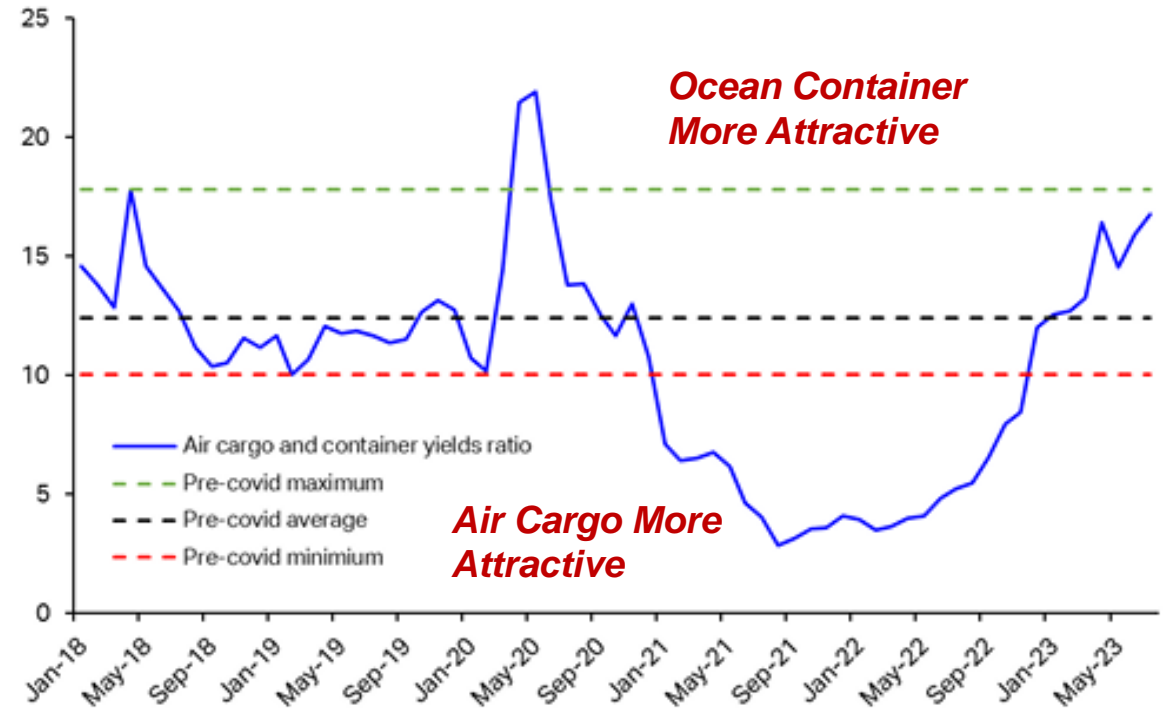 25
20
15
10
5
0
Ocean Container
More Attractive
Air cargo and container yields ratio
Pre-covid maximum
Pre-covid average
Pre-covid minimium
Air Cargo More
Attractive
Jan-18
May-18
Sep-18
Jan-19
May-19
Sep-19
Jan-20
May-20
Sep-20
Jan-21
May-21
Sep-21
Jan-22
May-22
Sep-22
Jan-23
May-23